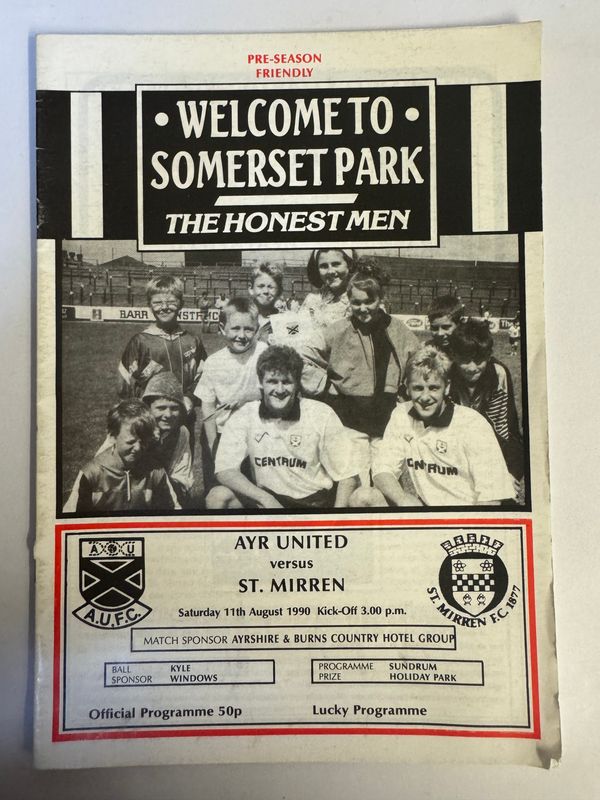 PRE-SEASON
FRIENDLY
• WELCOME TO •
SOMERSET PARK
THE HONEST MEN
BARR
CENTRUM
CENTRUM
AYR UNITED
versus
ST. MIRREN
Saturday 11th August 1990 Kick-Off 3.00 p.m.
A U
A.U.F.C.
ST. MIRREN F.C. 1877
MATCH SPONSOR AYRSHIRE & BURNS COUNTRY HOTEL GROUP
BALL SPONSOR KYLE WINDOWS
PROGRAMME PRIZE SUNDRUM HOLIDAY PARK
Official Programme 50p
Lucky Programme